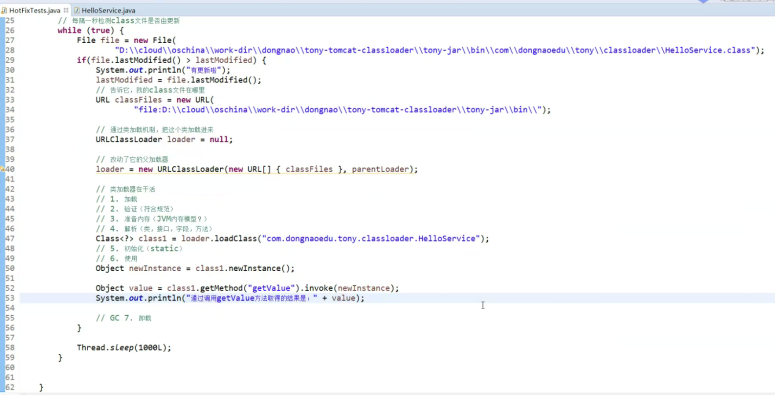 HotFixTests.java HelloService.java
25 // 每隔一秒检测class文件是否由更新
26 while (true) {
27 File file = new File(
28 "D:\\cloud\\oschina\\work-dir\\dongnao\\tony-tomcat-classloader\\tony-jar\\bin\\com\\dongnaoedu\\tony\\classloader\\HelloService.class");
29 if(file.lastModified() > lastModified) {
30 System.out.println("有更新啦");
31 lastModified = file.lastModified();
32 // 告诉它，我的class文件在哪里
33 URL classFiles = new URL(
34 "file:D:\\cloud\\oschina\\work-dir\\dongnao\\tony-tomcat-classloader\\tony-jar\\bin\\");
35
36 // 通过类加载机制，把这个类加载进来
37 URLClassLoader loader = null;
38
39 // 改动了它的父加载器
40 loader = new URLClassLoader(new URL[] { classFiles }, parentLoader);
41
42 // 类加载器在干活
43 // 1. 加载
44 // 2. 验证（符合规范）
45 // 3. 准备内存（JVM内存模型？）
46 // 4. 解析（类，接口，字段，方法）
47 Class<?> class1 = loader.loadClass("com.dongnaoedu.tony.classloader.HelloService");
48 // 5. 初始化（static）
49 // 6. 使用
50 Object newInstance = class1.newInstance();
51
52 Object value = class1.getMethod("getValue").invoke(newInstance);
53 System.out.println("通过调用getValue方法取得的结果是：" + value);
54
55 // GC 7. 卸载
56 }
57
58 Thread.sleep(1000L);
59 }
60
61
62 }